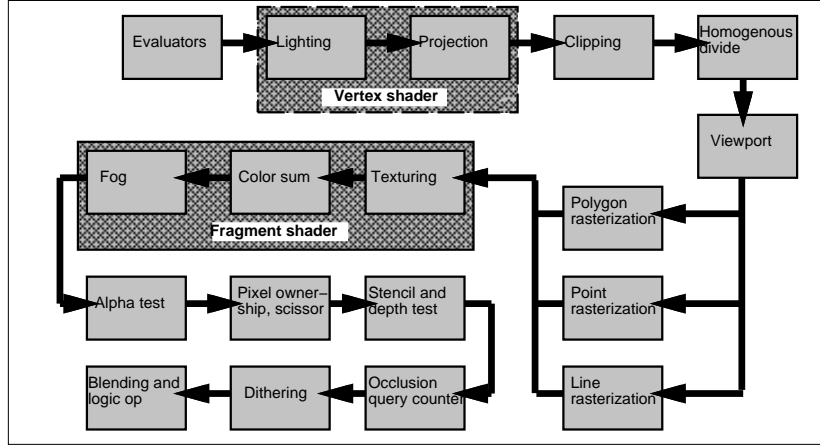 Evaluators
Lighting
Projection
Clipping
Homogenous
divide
Vertex shader
Viewport
Fog
Color sum
Texturing
Fragment shader
Polygon
rasterization
Point
rasterization
Line
rasterization
Alpha test
Pixel owner–
ship, scissor
Stencil and
depth test
Blending and
logic op
Dithering
Occlusion
query counter